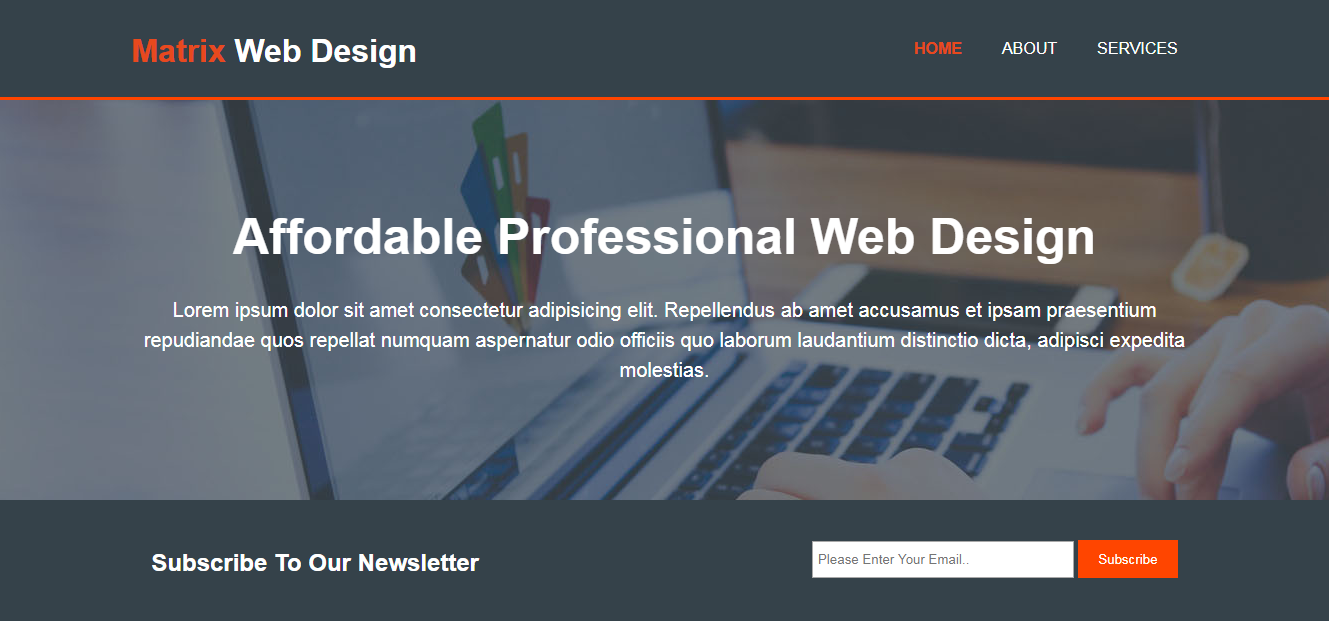 Matrix Web Design
HOME ABOUT SERVICES
Affordable Professional Web Design
Lorem ipsum dolor sit amet consectetur adipisicing elit. Repellendus ab amet accusamus et ipsam praesentium
repudiandae quos repellat numquam aspernatur odio officiis quo laborum laudantium distinctio dicta, adipisci expedita
molestias.
Subscribe To Our Newsletter
Please Enter Your Email..
Subscribe